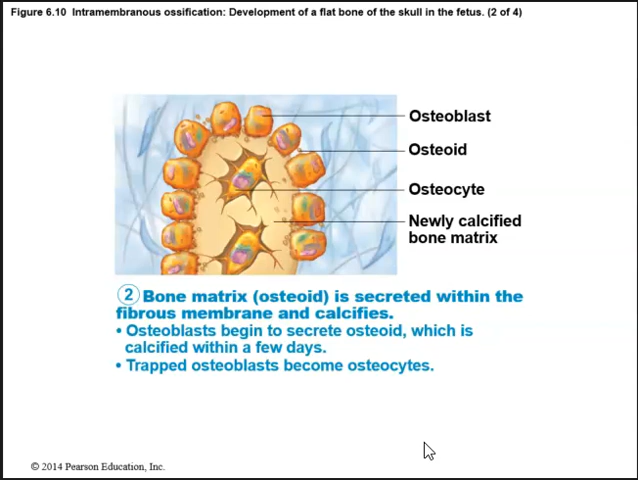 Figure 6.10 Intramembranous ossification: Development of a flat bone of the skull in the fetus. (2 of 4)
Osteoblast
Osteoid
Osteocyte
Newly calcified
bone matrix
2 Bone matrix (osteoid) is secreted within the
fibrous membrane and calcifies.
• Osteoblasts begin to secrete osteoid, which is
calcified within a few days.
• Trapped osteoblasts become osteocytes.
© 2014 Pearson Education, Inc.